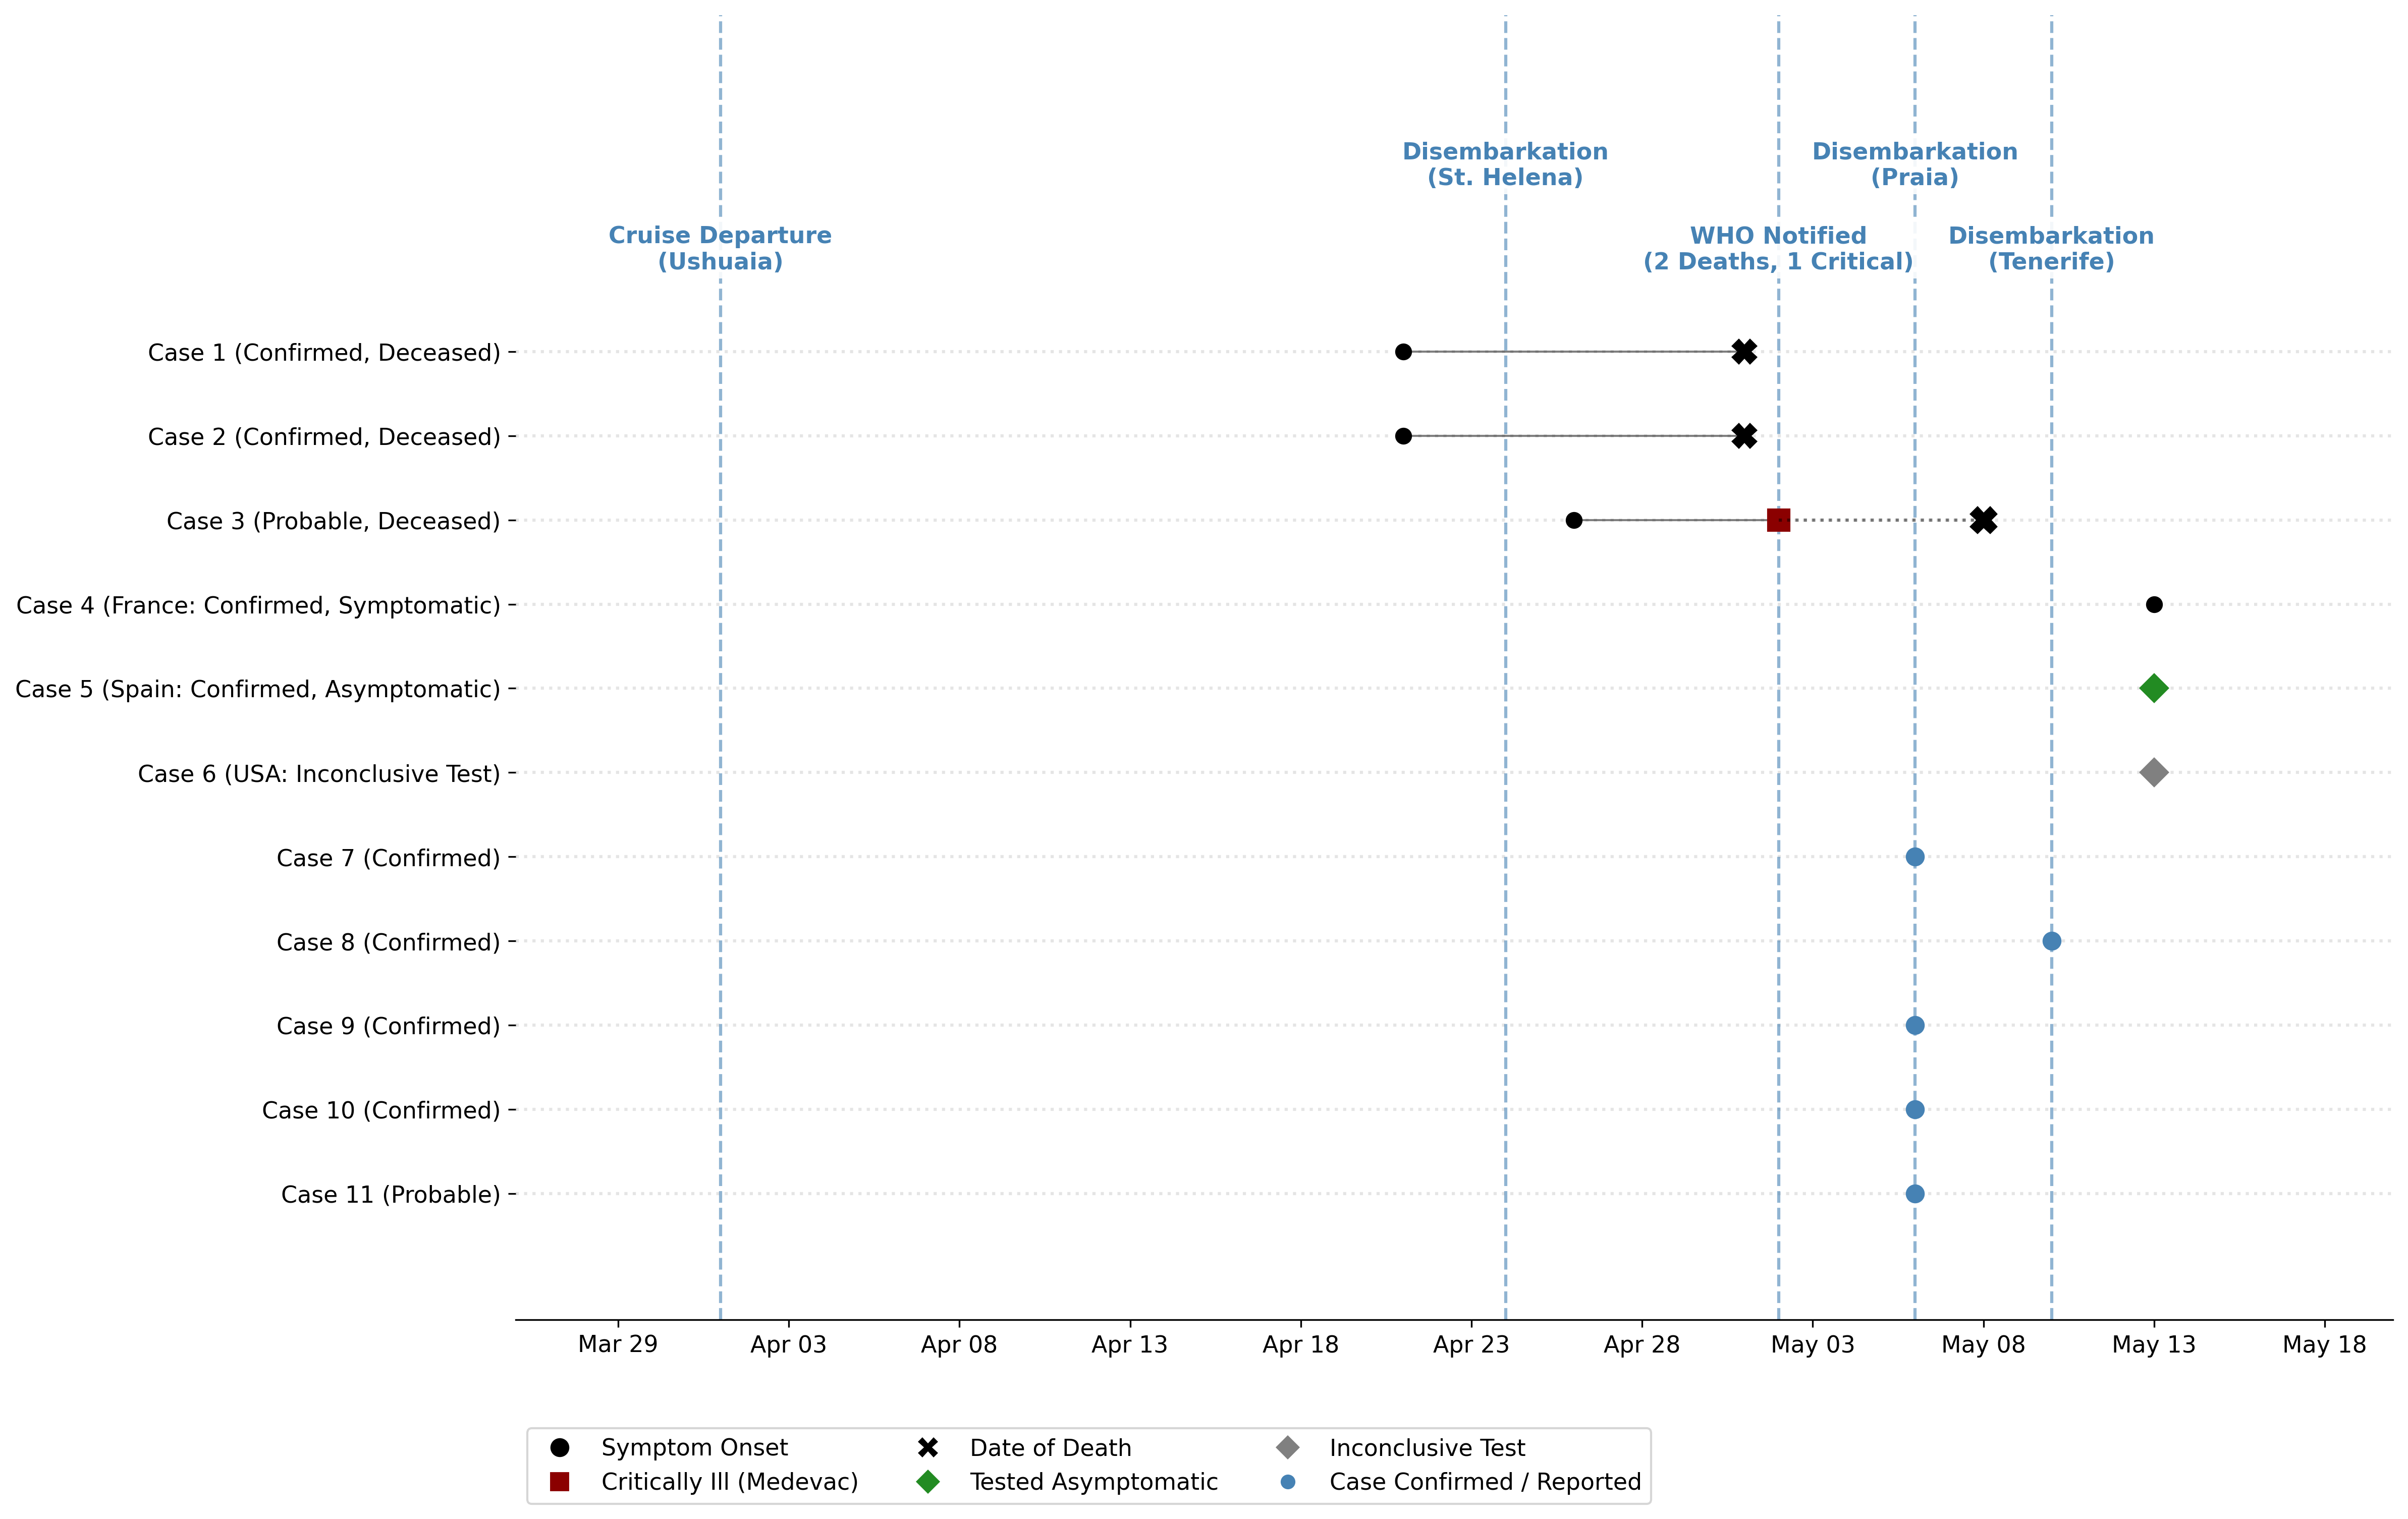 Disembarkation
(St. Helena)
Disembarkation
(Praia)
Cruise Departure
(Ushuaia)
WHO Notified
(2 Deaths, 1 Critical)
Disembarkation
(Tenerife)
Case 1 (Confirmed, Deceased)
Case 2 (Confirmed, Deceased)
Case 3 (Probable, Deceased)
Case 4 (France: Confirmed, Symptomatic)
Case 5 (Spain: Confirmed, Asymptomatic)
Case 6 (USA: Inconclusive Test)
Case 7 (Confirmed)
Case 8 (Confirmed)
Case 9 (Confirmed)
Case 10 (Confirmed)
Case 11 (Probable)
Mar 29 Apr 03 Apr 08 Apr 13 Apr 18 Apr 23 Apr 28 May 03 May 08 May 13 May 18
Symptom Onset Date of Death Inconclusive Test
Critically Ill (Medevac) Tested Asymptomatic Case Confirmed / Reported